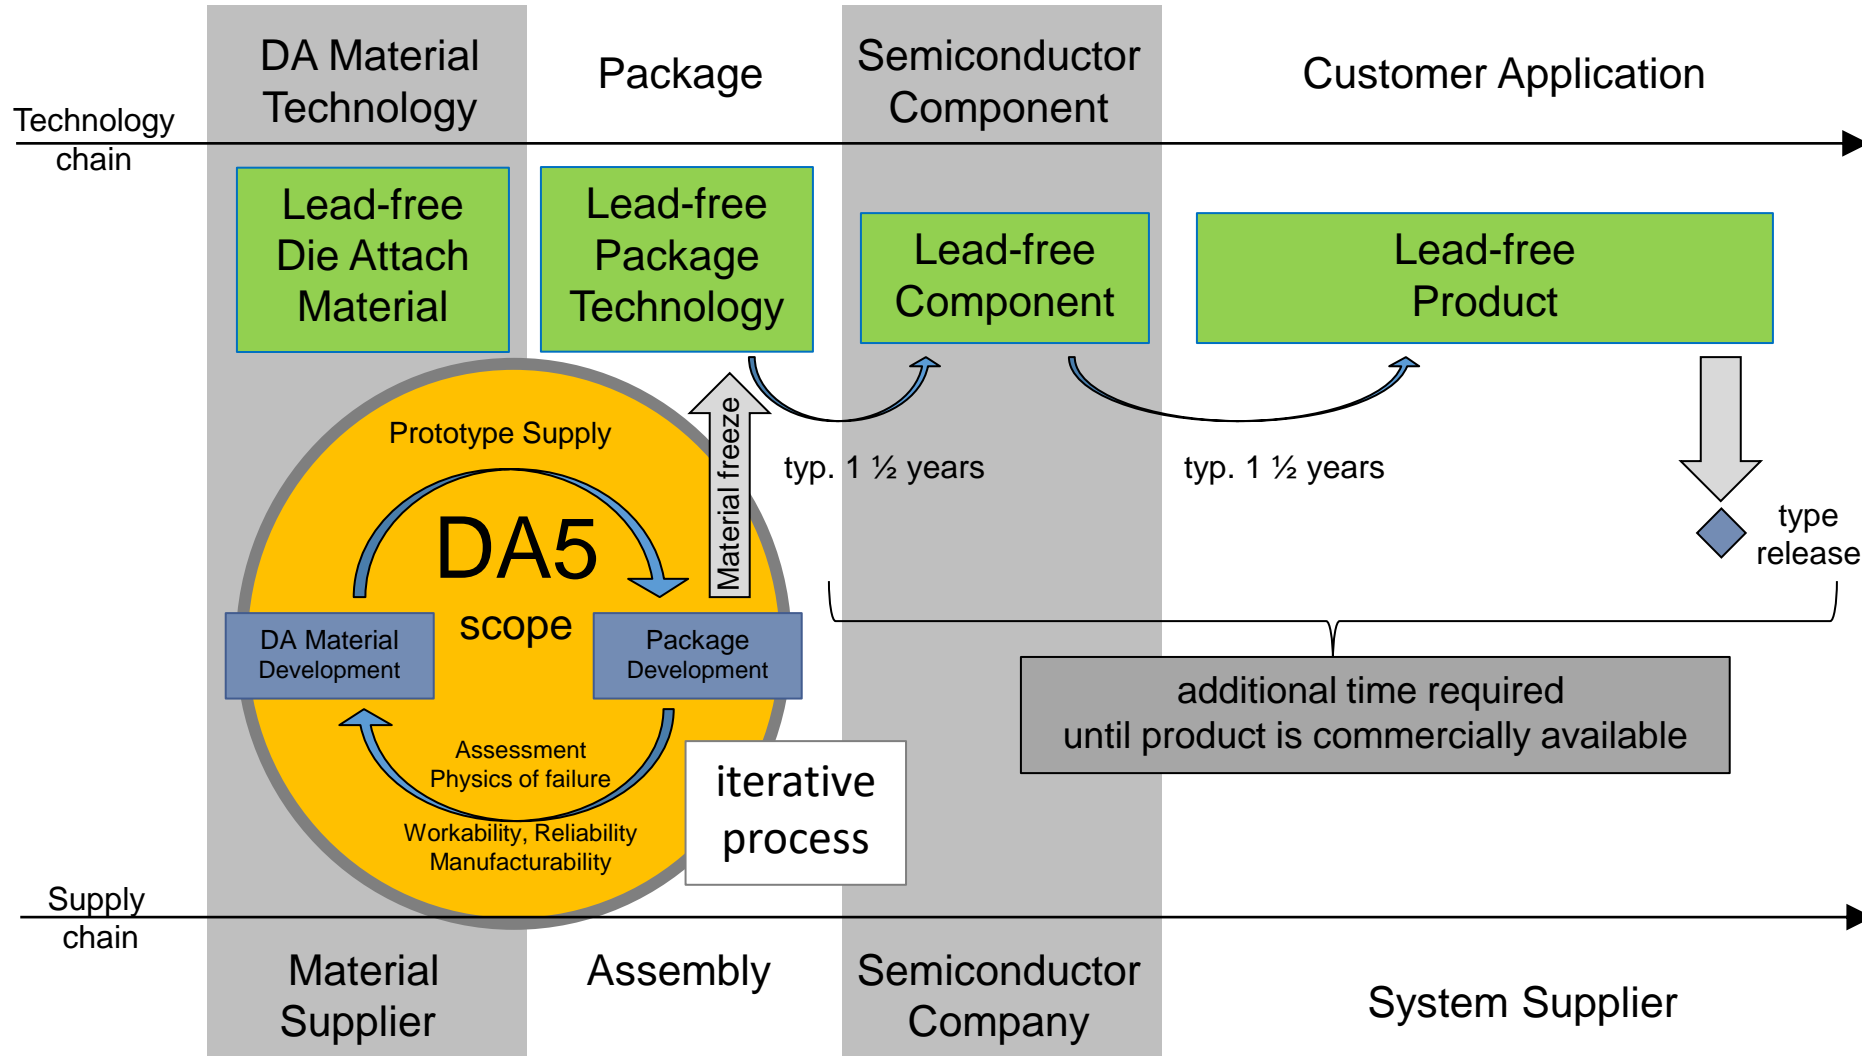 DA Material
Technology
Package
Semiconductor
Component
Customer Application
Technology
chain
Lead-free
Die Attach
Material
Lead-free
Package
Technology
Lead-free
Component
Lead-free
Product
Prototype Supply
Material freeze
typ. 1 ½ years
typ. 1 ½ years
DA5
scope
type
release
DA Material
Development
Package
Development
additional time required
until product is commercially available
Assessment
Physics of failure
Workability, Reliability
Manufacturability
iterative
process
Supply
chain
Material
Supplier
Assembly
Semiconductor
Company
System Supplier